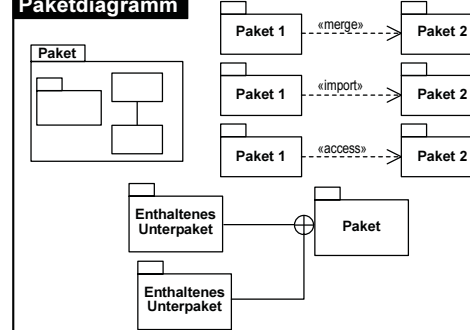 Paketdiagramm
Paket
Paket 1
«merge»
Paket 2
Paket 1
«import»
Paket 2
Paket 1
«access»
Paket 2
Enthaltenes
Unterpaket
Paket
Enthaltenes
Unterpaket